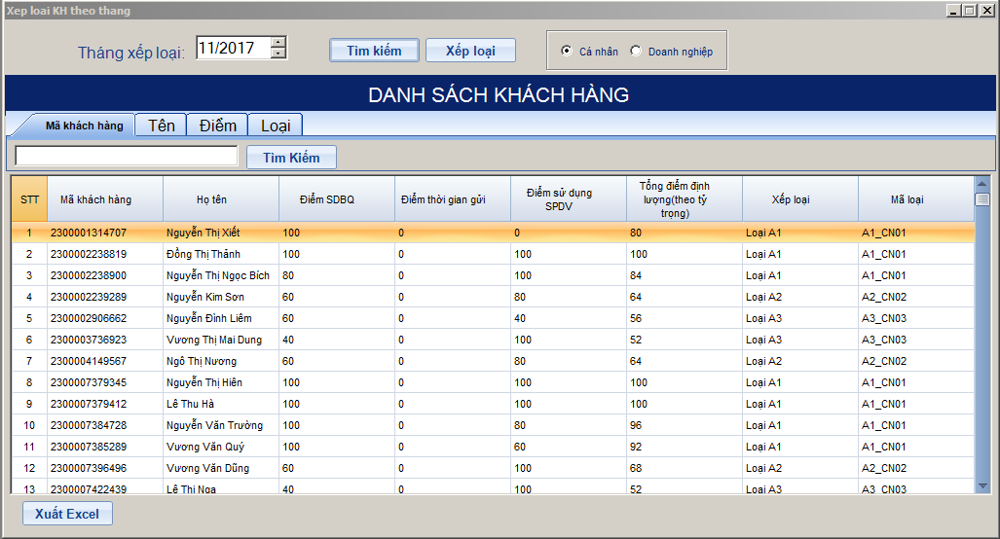 Xep loai KH theo thang
Tháng xếp loại: 11/2017 Tìm kiếm Xếp loại Cá nhân Doanh nghiệp
DANH SÁCH KHÁCH HÀNG
Mã khách hàng Tên Điểm Loại
Tìm Kiếm
STT Mã khách hàng Họ tên Điểm SDBQ Điểm thời gian gửi Điểm sử dụng SPDV Tổng điểm định lượng(theo tỷ trọng) Xếp loại Mã loại
1 2300001314707 Nguyễn Thị Xiết 100 0 0 80 Loại A1 A1_CN01
2 2300002238819 Đồng Thị Thảnh 100 0 100 100 Loại A1 A1_CN01
3 2300002238900 Nguyễn Thị Ngọc Bích 80 0 100 84 Loại A1 A1_CN01
4 2300002239289 Nguyễn Kim Sơn 60 0 80 64 Loại A2 A2_CN02
5 2300002906662 Nguyễn Đình Liêm 60 0 40 56 Loại A3 A3_CN03
6 2300003736923 Vương Thị Mai Dung 40 0 100 52 Loại A3 A3_CN03
7 2300004149567 Ngô Thị Nương 60 0 80 64 Loại A2 A2_CN02
8 2300007379345 Nguyễn Thị Hiên 100 0 100 100 Loại A1 A1_CN01
9 2300007379412 Lê Thu Hà 100 0 100 100 Loại A1 A1_CN01
10 2300007384728 Nguyễn Văn Trường 100 0 80 96 Loại A1 A1_CN01
11 2300007385289 Vương Văn Quý 100 0 60 92 Loại A1 A1_CN01
12 2300007396496 Vương Văn Dũng 60 0 100 68 Loại A2 A2_CN02
13 2300007422439 Lê Thị Nga 40 0 100 52 Loại A3 A3_CN03
Xuất Excel